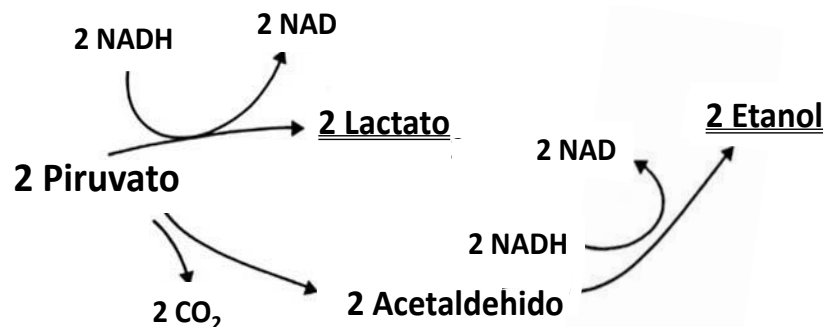 2 NADH
2 NAD
2 Lactato
2 Etanol
2 Piruvato
2 NAD
2 NADH
2 CO₂
2 Acetaldehido